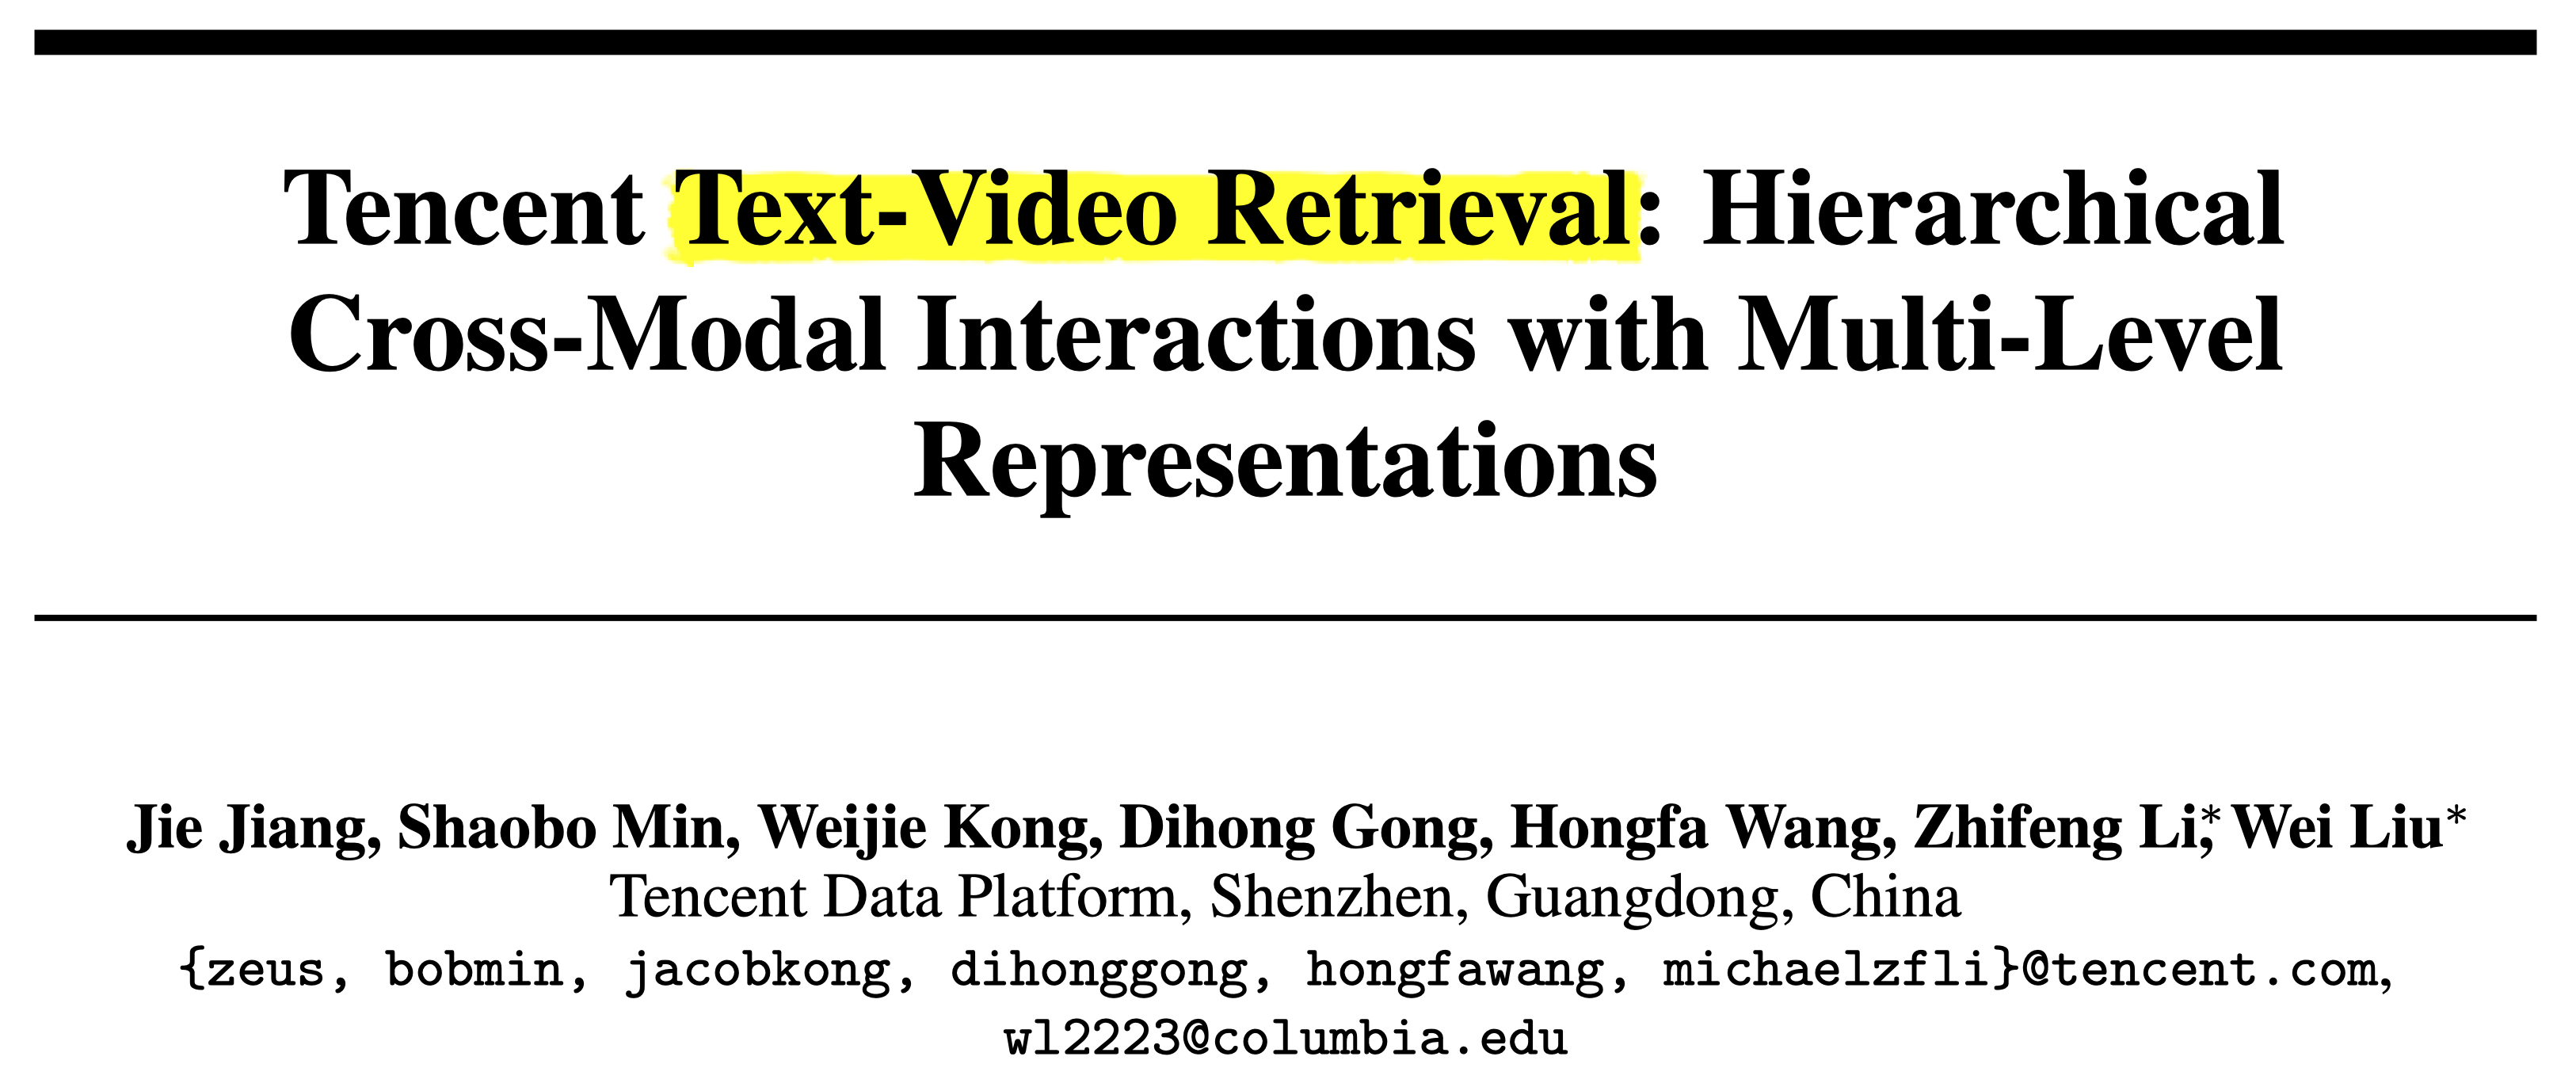 Tencent Text-Video Retrieval: Hierarchical
Cross-Modal Interactions with Multi-Level
Representations
Jie Jiang, Shaobo Min, Weijie Kong, Dihong Gong, Hongfa Wang, Zhifeng Li,* Wei Liu*
Tencent Data Platform, Shenzhen, Guangdong, China
{zeus, bobmin, jacobkong, dihonggong, hongfawang, michaelzfli}@tencent.com,
wl2223@columbia.edu